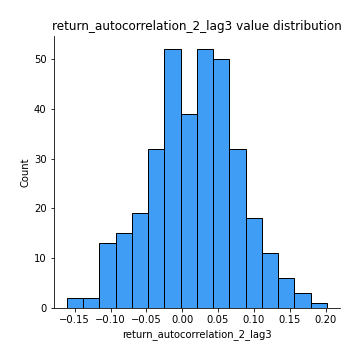 return_autocorrelation_2_lag3 value distribution
50
40
30
20
10
0
Count
−0.15 −0.10 −0.05 0.00 0.05 0.10 0.15 0.20
return_autocorrelation_2_lag3